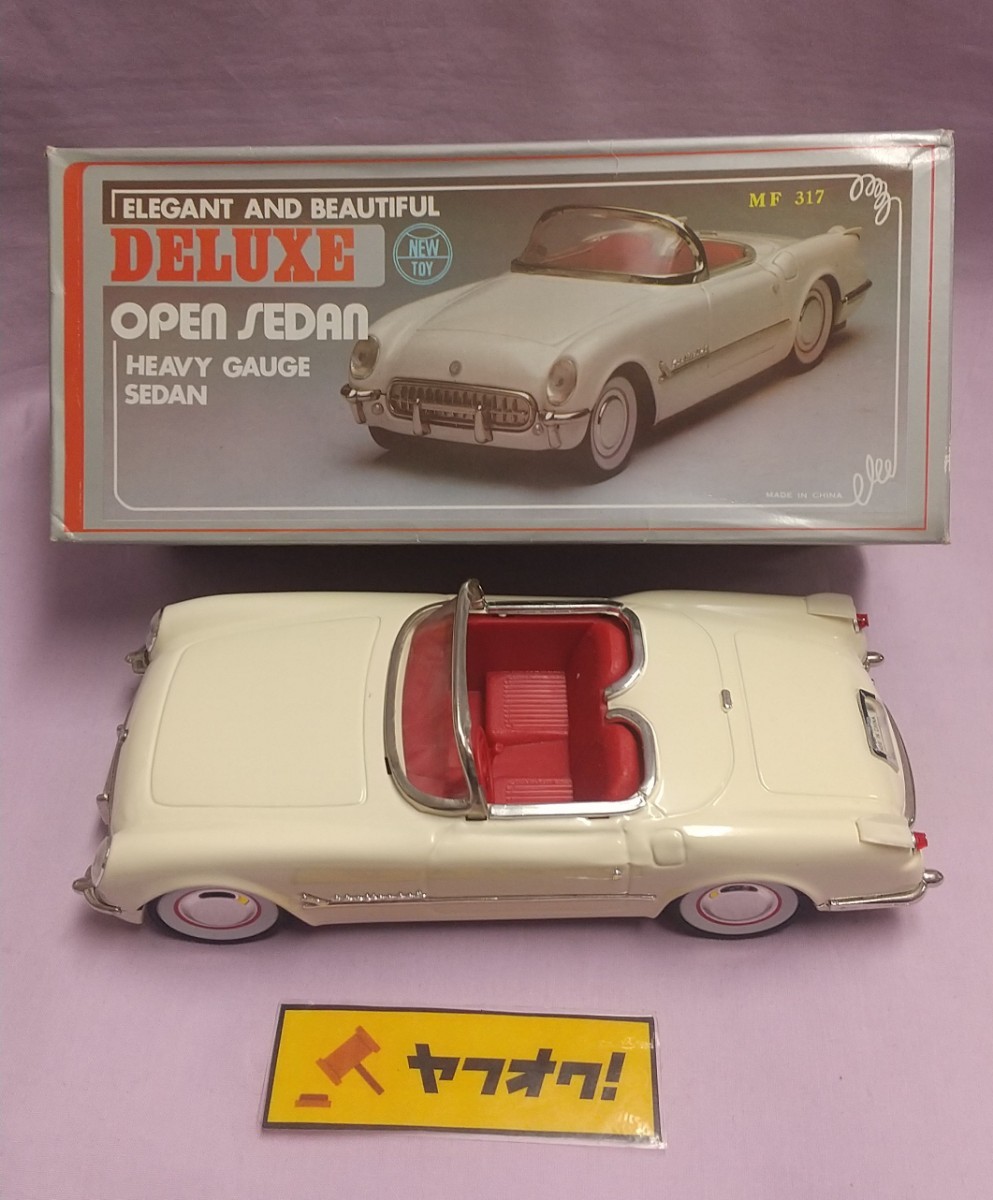 ELEGANT AND BEAUTIFUL
DELUXE
NEW
TOY
MF 317
OPEN SEDAN
HEAVY GAUGE
SEDAN
MADE IN CHINA
ヤフオク!